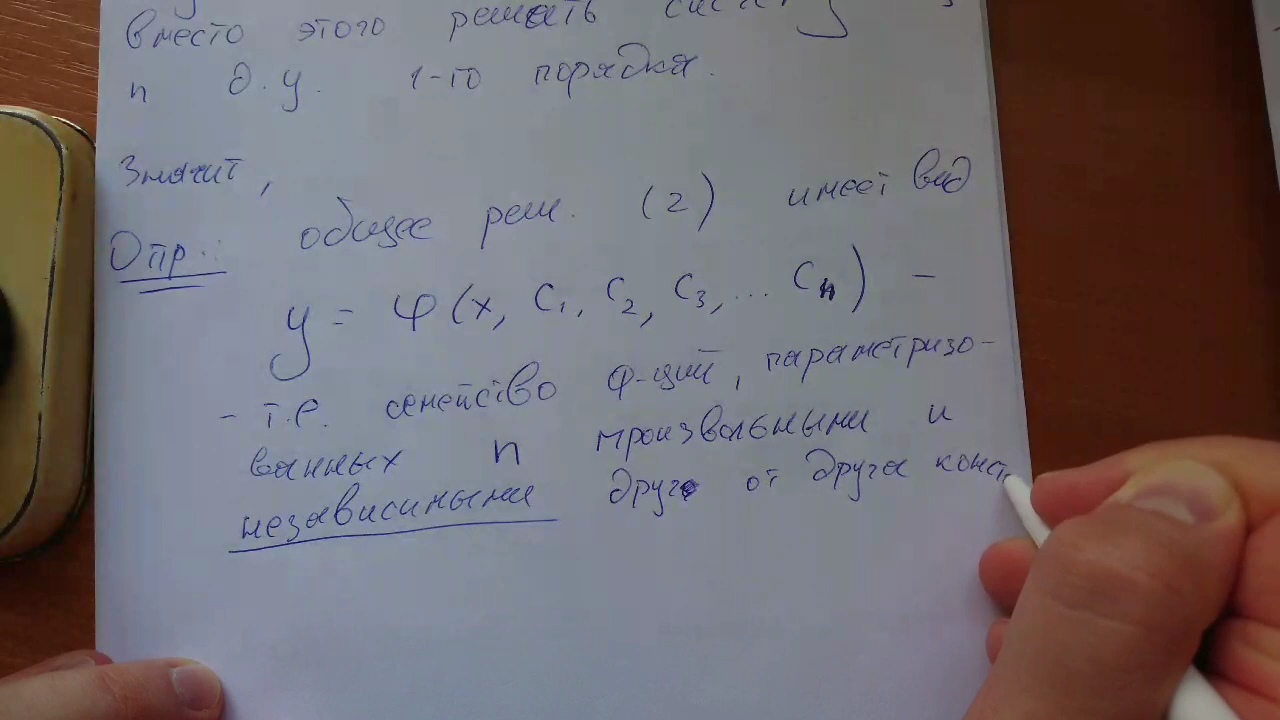 вместо этого решать
n д.у. 1-го порядка.
Значит,
Опр.: общее реш. (2) имеет вид
y = φ(x, C₁, C₂, C₃, ... Cₙ) –
– т.е. семейство ф-ций, параметризо-
ванных n произвольными и
независимыми друг от друга конст